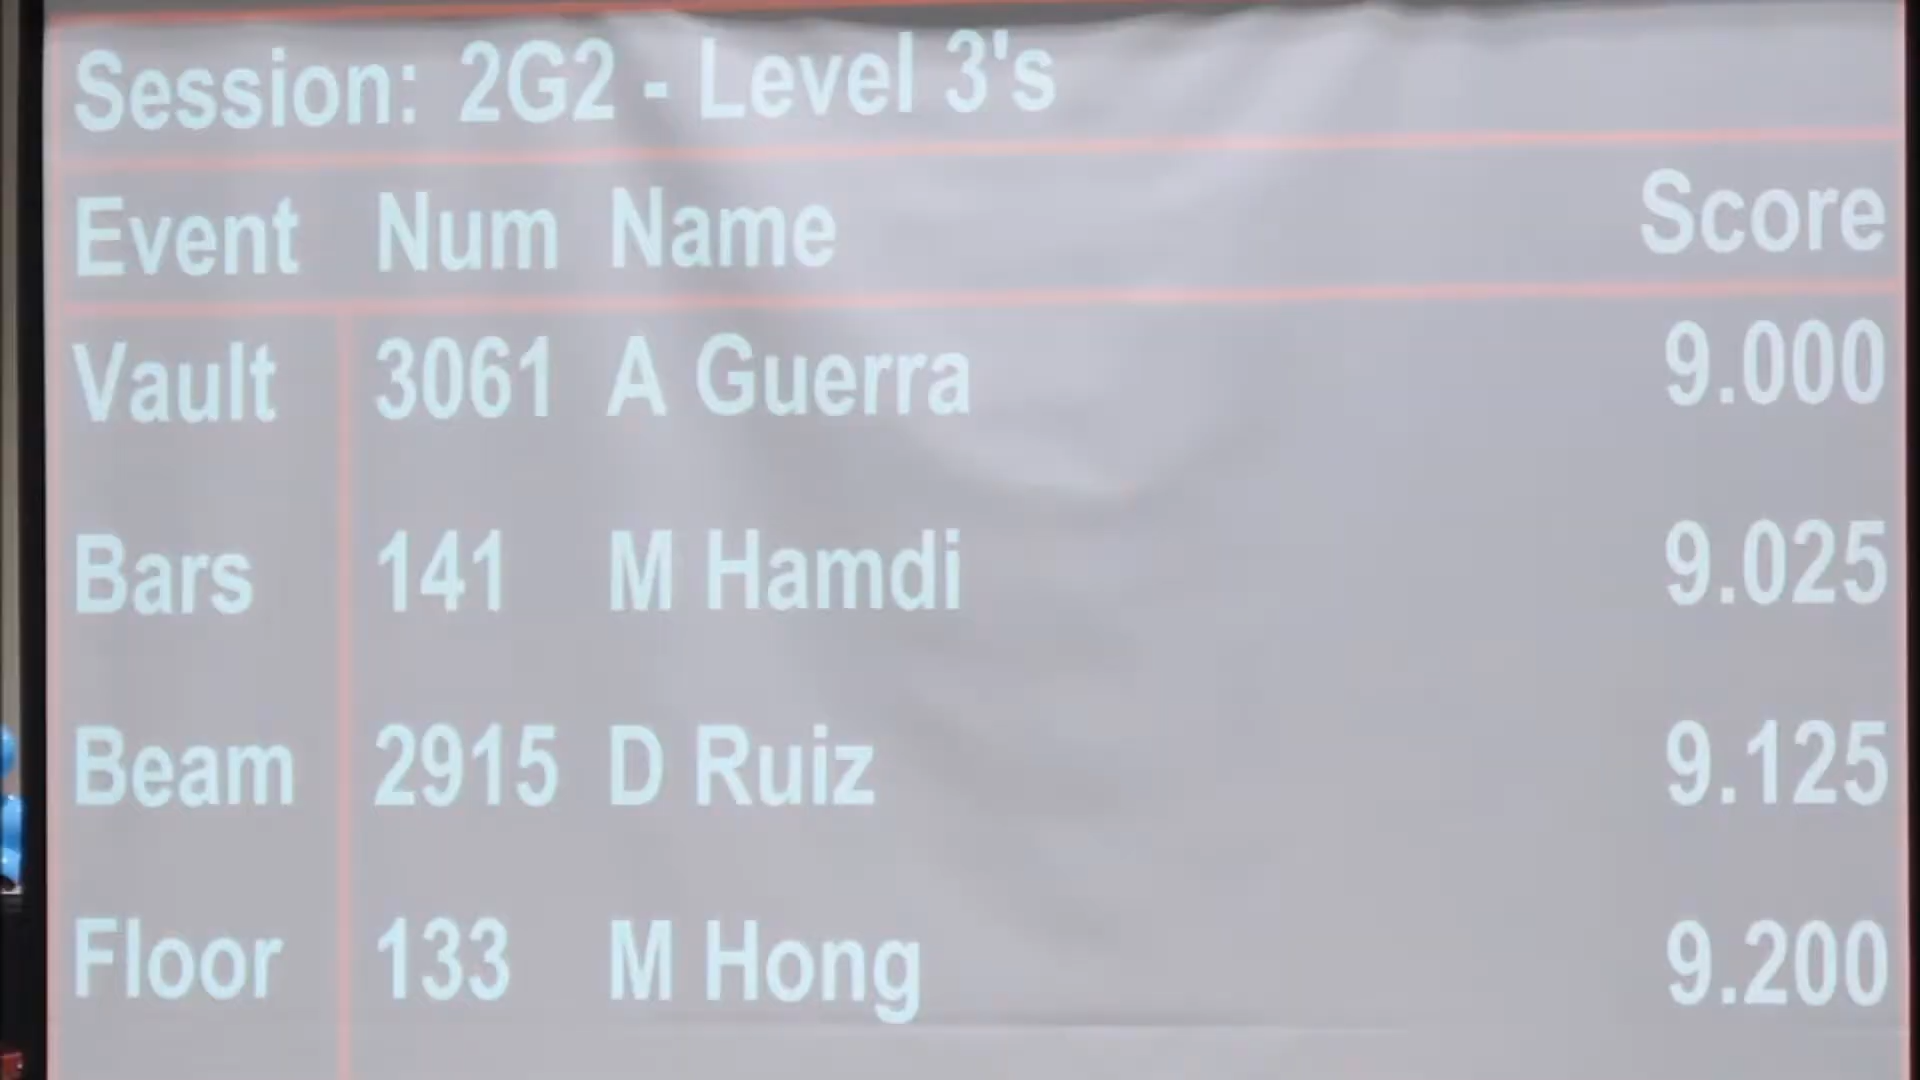 Session: 2G2 - Level 3's
Event Num Name Score
Vault 3061 A Guerra 9.000
Bars 141 M Hamdi 9.025
Beam 2915 D Ruiz 9.125
Floor 133 M Hong 9.200